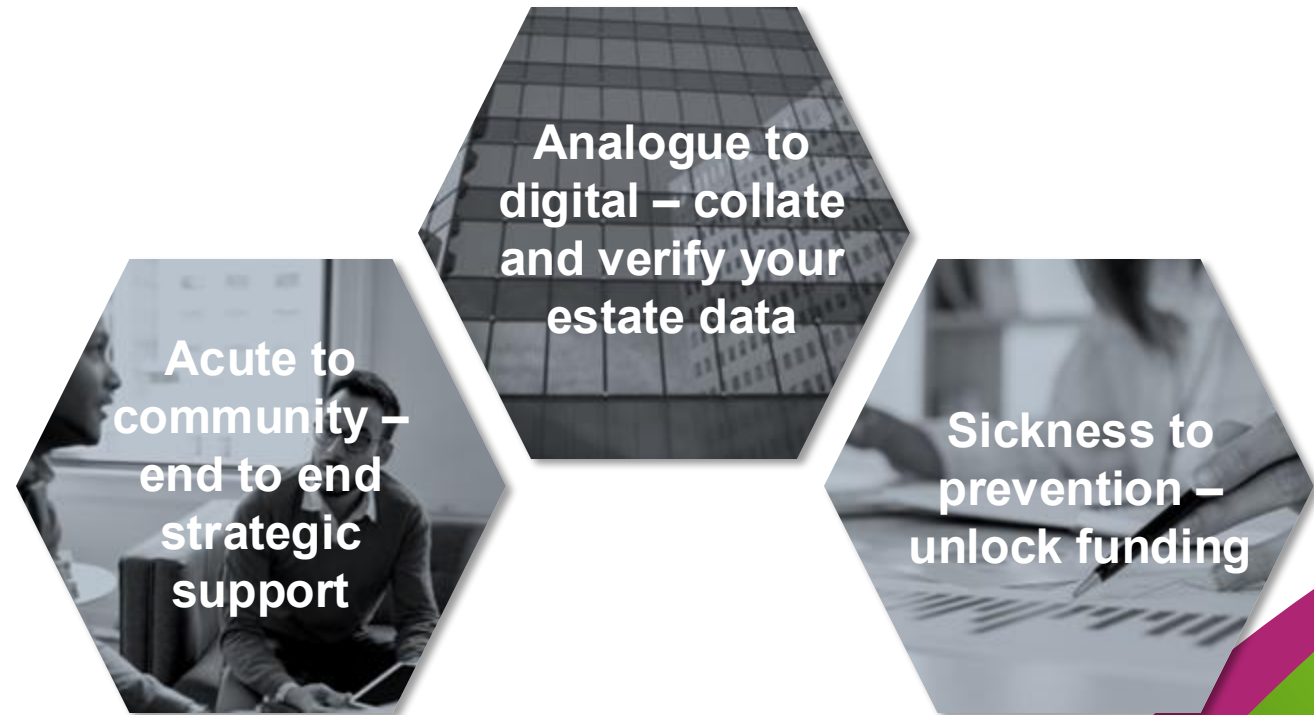 Acute to
community –
end to end
strategic
support
Analogue to
digital – collate
and verify your
estate data
Sickness to
prevention –
unlock funding